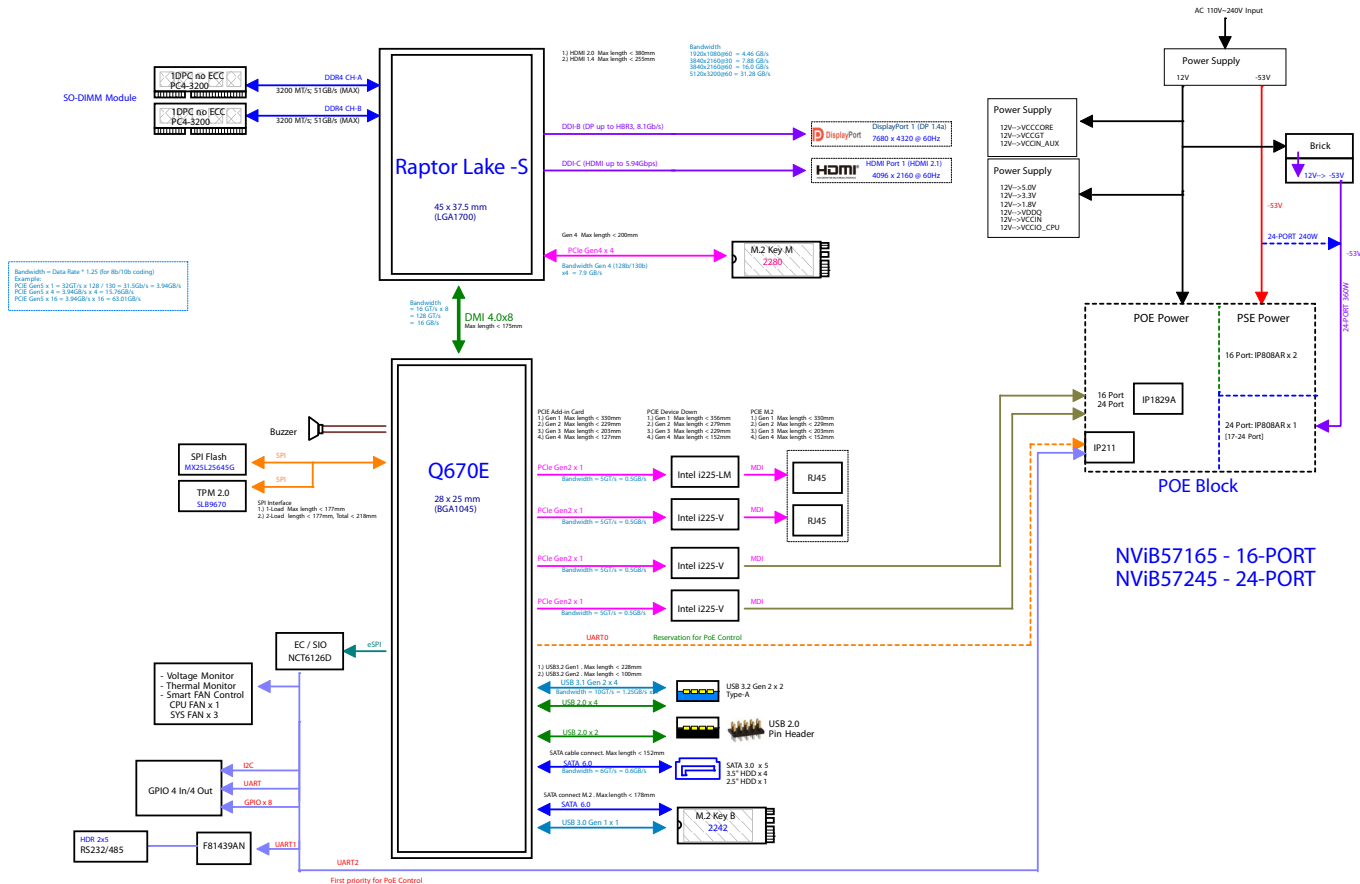 AC 110V~240V Input
Power Supply
12V
-53V
1.) HDMI 2.0  Max length < 380mm
2.) HDMI 1.4  Max length < 255mm
Bandwidth
1920x1080@60  = 4.46 GB/s
3840x2160@30  = 7.88 GB/s
3840x2160@60  = 16.0 GB/s
5120x3200@60  = 31.28 GB/s
SO-DIMM Module
1DPC no ECC
PC4-3200
DDR4 CH-A
3200 MT/s; 51GB/s (MAX)
1DPC no ECC
PC4-3200
DDR4 CH-B
3200 MT/s; 51GB/s (MAX)
Raptor Lake -S
45 x 37.5 mm
(LGA1700)
DDI-B (DP up to HBR3, 8.1Gb/s)
DisplayPort
DisplayPort 1 (DP 1.4a)
7680 x 4320 @ 60Hz
DDI-C (HDMI up to 5.94Gbps)
HDMI
HDMI Port 1 (HDMI 2.1)
4096 x 2160 @ 60Hz
Power Supply
12V-->VCCCORE
12V-->VCCGT
12V-->VCCIN_AUX
Power Supply
12V-->5.0V
12V-->3.3V
12V-->1.8V
12V-->VDDQ
12V-->VCCIN
12V-->VCCIO_CPU
Brick
12V--> -53V
-53V
24-PORT 240W
-53V
24-PORT 360W
Gen 4  Max length < 200mm
PCIe Gen4 x 4
Bandwidth Gen 4 (128b/130b)
x4  = 7.9 GB/s
M.2 Key M
2280
Bandwidth = Data Rate * 1.25 (for 8b/10b coding)
Example:
PCIE Gen5 x 1 = 32GT/s x 128 / 130 = 31.5Gb/s = 3.94GB/s
PCIE Gen5 x 4 = 3.94GB/s x 4 = 15.76GB/s
PCIE Gen5 x 16 = 3.94GB/s x 16 = 63.01GB/s
Bandwidth
= 16 GT/s x 8
= 128 GT/s
=  16 GB/s
DMI 4.0x8
Max length < 175mm
POE Power
PSE Power
16 Port: IP808AR x 2
16 Port
24 Port
IP1829A
24 Port: IP808AR x 1
[17-24 Port]
IP211
POE Block
NViB57165 - 16-PORT
NViB57245 - 24-PORT
Q670E
28 x 25 mm
(BGA1045)
Buzzer
SPI Flash
MX25L25645G
SPI
TPM 2.0
SLB9670
SPI
SPI Interface
1.) 1-Load  Max length < 177mm
2.) 2-Load  length < 177mm, Total < 218mm
PCIE Add-in Card
1.) Gen 1  Max length < 330mm
2.) Gen 2  Max length < 229mm
3.) Gen 3  Max length < 203mm
4.) Gen 4  Max length < 127mm
PCIE Device Down
1.) Gen 1  Max length < 356mm
2.) Gen 2  Max length < 279mm
3.) Gen 3  Max length < 229mm
4.) Gen 4  Max length < 152mm
PCIE M.2
1.) Gen 1  Max length < 330mm
2.) Gen 2  Max length < 229mm
3.) Gen 3  Max length < 203mm
4.) Gen 4  Max length < 152mm
PCIe Gen2 x 1
Bandwidth = 5GT/s = 0.5GB/s
Intel i225-LM
MDI
RJ45
PCIe Gen2 x 1
Bandwidth = 5GT/s = 0.5GB/s
Intel i225-V
MDI
RJ45
PCIe Gen2 x 1
Bandwidth = 5GT/s = 0.5GB/s
Intel i225-V
MDI
PCIe Gen2 x 1
Bandwidth = 5GT/s = 0.5GB/s
Intel i225-V
MDI
UART0
Reservation for PoE Control
EC / SIO
NCT6126D
eSPI
- Voltage Monitor
- Thermal Monitor
- Smart FAN Control
CPU FAN x 1
SYS FAN x 3
1.) USB3.2 Gen1 . Max length < 228mm
2.) USB3.2 Gen2 . Max length < 100mm
USB 3.1 Gen 2 x 4
Bandwidth = 10GT/s = 1.25GB/s
USB 2.0 x 4
USB 3.2 Gen 2 x 2
Type-A
USB 2.0 x 2
USB 2.0
Pin Header
SATA cable connect. Max length < 152mm
SATA 6.0
Bandwidth = 6GT/s = 0.6GB/s
SATA 3.0  x 5
3.5" HDD x 4
2.5" HDD x 1
SATA connect M.2 . Max length < 178mm
SATA 6.0
USB 3.0 Gen 1 x 1
M.2 Key B
2242
GPIO 4 In/4 Out
I2C
UART
GPIO x 8
HDR 2x5
RS232/485
F81439AN
UART1
UART2
First priority for PoE Control